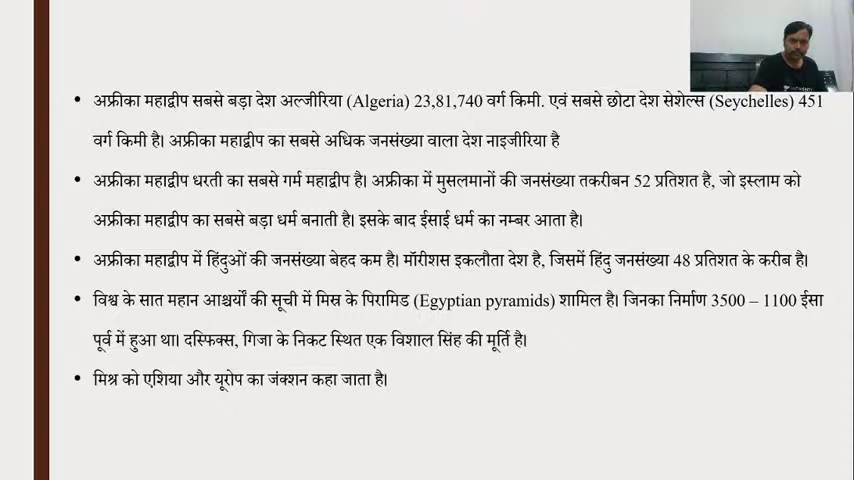 • अफ्रीका महाद्वीप सबसे बड़ा देश अल्जीरिया (Algeria) 23,81,740 वर्ग किमी. एवं सबसे छोटा देश सेशेल्स (Seychelles) 451
वर्ग किमी है। अफ्रीका महाद्वीप का सबसे अधिक जनसंख्या वाला देश नाइजीरिया है
• अफ्रीका महाद्वीप धरती का सबसे गर्म महाद्वीप है। अफ्रीका में मुसलमानों की जनसंख्या तकरीबन 52 प्रतिशत है, जो इस्लाम को
अफ्रीका महाद्वीप का सबसे बड़ा धर्म बनाती है। इसके बाद ईसाई धर्म का नम्बर आता है।
• अफ्रीका महाद्वीप में हिंदुओं की जनसंख्या बेहद कम है। मॉरीशस इकलौता देश है, जिसमें हिंदु जनसंख्या 48 प्रतिशत के करीब है।
• विश्व के सात महान आश्चर्यो की सूची में मिस्र के पिरामिड (Egyptian pyramids) शामिल है। जिनका निर्माण 3500 – 1100 ईसा
पूर्व में हुआ था। दस्फिक्स, गिजा के निकट स्थित एक विशाल सिंह की मूर्ति है।
• मिश्र को एशिया और यूरोप का जंक्शन कहा जाता है।